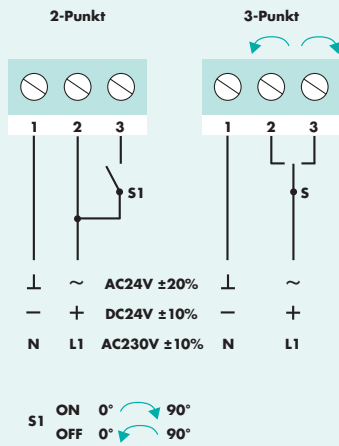 2-Punkt 3-Punkt
1 2 3 1 2 3
S1 S
⊥ ~ AC24V ±20% ⊥ ~
− + DC24V ±10% − +
N L1 AC230V ±10% N L1
S1 ON 0° 90°
OFF 0° 90°